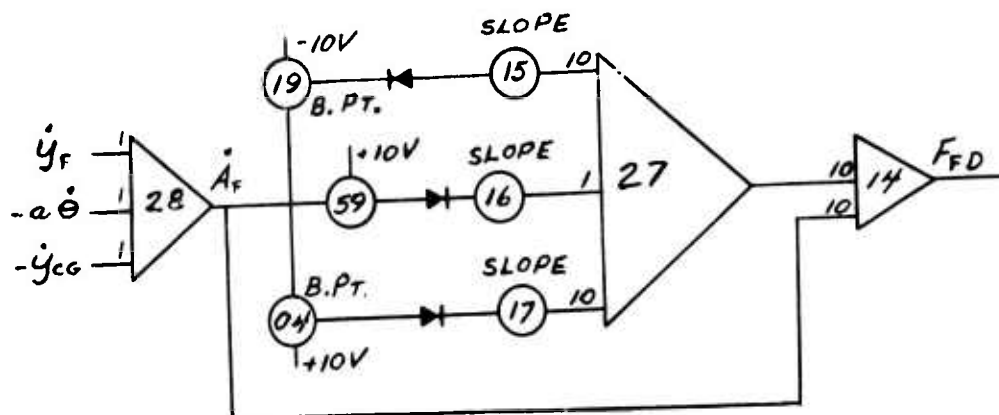 -10V
SLOPE
19
15
10
B. PT.
ẏF
1
+10V
SLOPE
ȦF
-a θ̇
1
28
59
16
1
27
10
14
FFD
10
-ẏCG
1
SLOPE
B. PT.
04
17
10
+10V